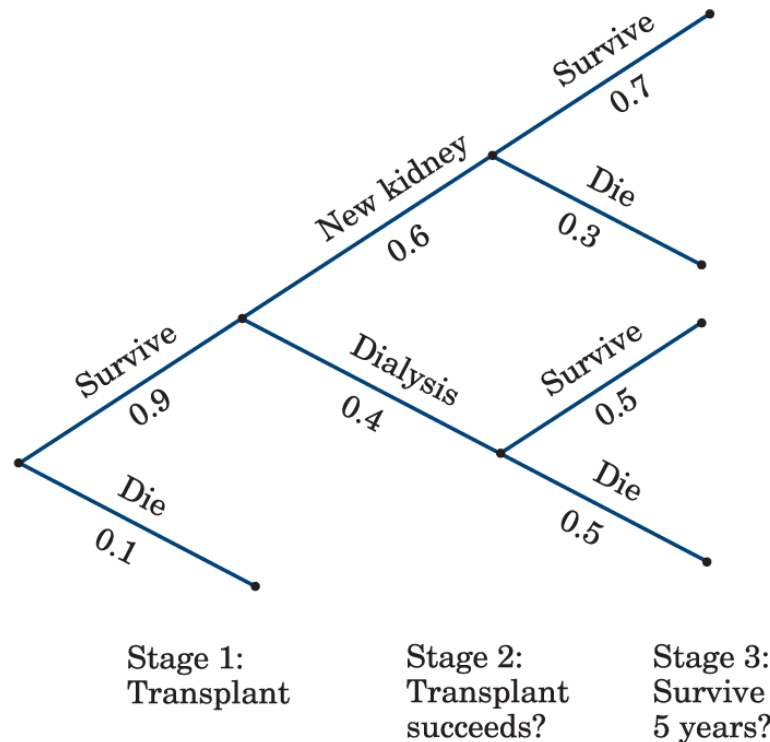 Survive
0.7
New kidney
0.6
Die
0.3
Survive
0.9
Dialysis
0.4
Survive
0.5
Die
0.1
Die
0.5
Stage 1:
Transplant
Stage 2:
Transplant
succeeds?
Stage 3:
Survive
5 years?